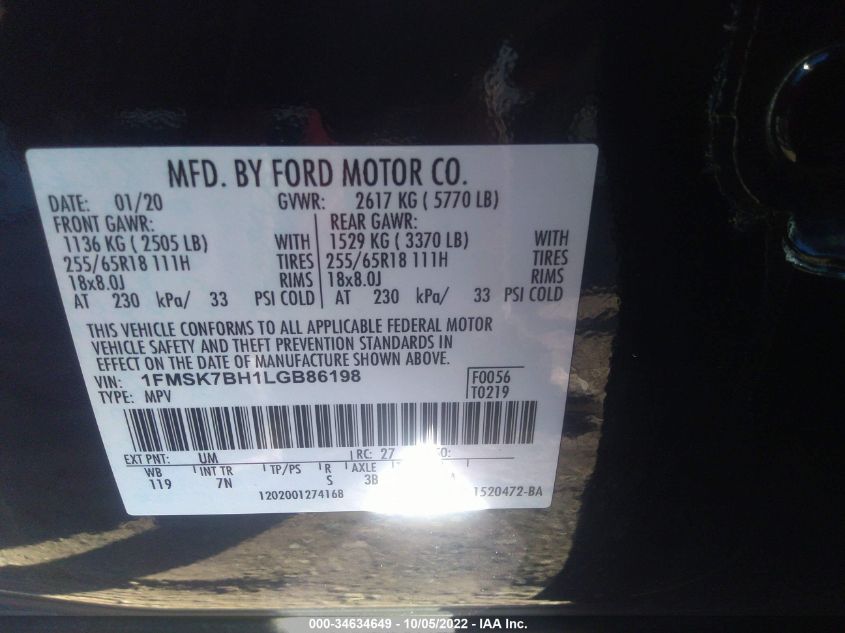 MFD. BY FORD MOTOR CO.
DATE: 01/20 GVWR: 2617 KG ( 5770 LB)
FRONT GAWR: REAR GAWR:
1136 KG ( 2505 LB) WITH 1529 KG ( 3370 LB) WITH
255/65R18 111H TIRES 255/65R18 111H TIRES
18x8.0J RIMS 18x8.0J RIMS
AT 230 kPa/ 33 PSI COLD AT 230 kPa/ 33 PSI COLD
THIS VEHICLE CONFORMS TO ALL APPLICABLE FEDERAL MOTOR
VEHICLE SAFETY AND THEFT PREVENTION STANDARDS IN
EFFECT ON THE DATE OF MANUFACTURE SHOWN ABOVE.
VIN: 1FMSK7BH1LGB86198 F0056
TYPE: MPV T0219
EXT PNT: UM RC: 27
WB INT TR TP/PS R AXLE
119 7N S 3B
1202001274168 1520472-BA
000-34634649 - 10/05/2022 - IAA Inc.